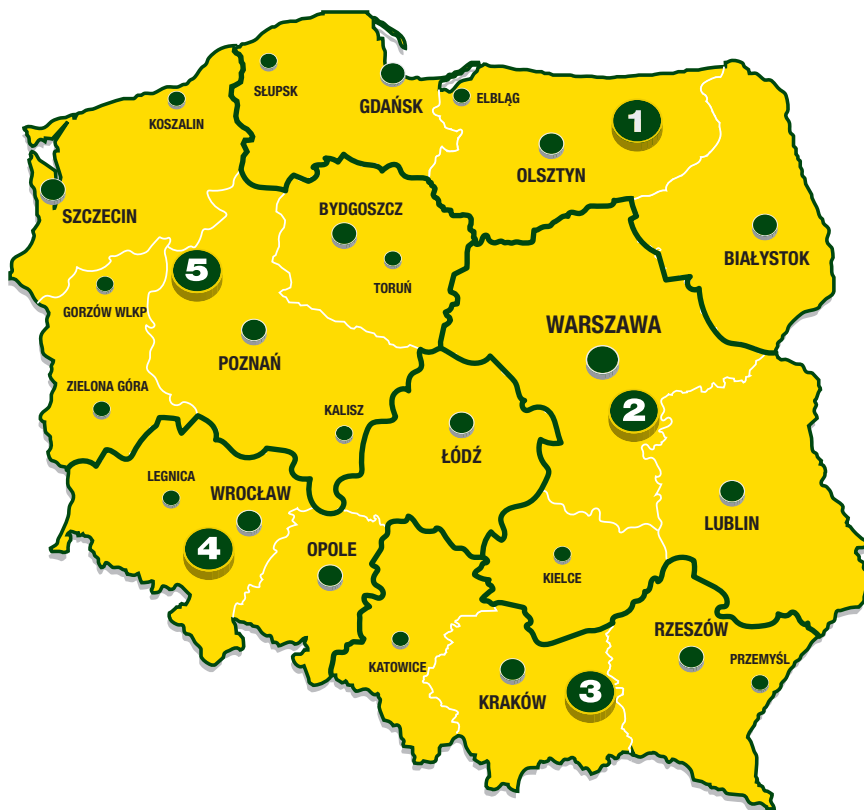 SŁUPSK
GDAŃSK
KOSZALIN
ELBLĄG
1
OLSZTYN
SZCZECIN
BYDGOSZCZ
BIAŁYSTOK
5
TORUŃ
GORZÓW WLKP
WARSZAWA
POZNAŃ
ZIELONA GÓRA
KALISZ
2
ŁÓDŹ
LEGNICA
WROCŁAW
LUBLIN
4
OPOLE
KIELCE
RZESZÓW
PRZEMYŚL
KATOWICE
KRAKÓW
3